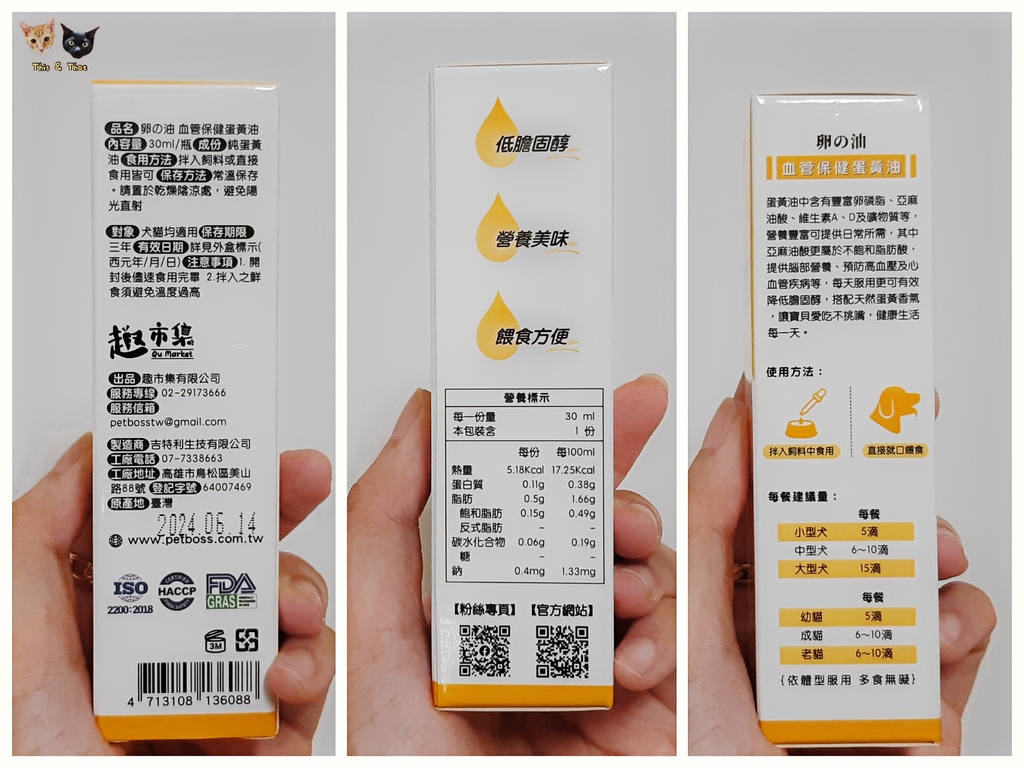 This & That
品名 卵の油 血管保健蛋黃油
內容量 30ml/瓶 成份 純蛋黃
油 食用方法 拌入飼料或直接
食用皆可 保存方法 常溫保存
。請置於乾燥陰涼處，避免陽
光直射
對象 犬貓均適用 保存期限
三年 有效日期 詳見外盒標示(
西元年/月/日) 注意事項 1. 開
封後儘速食用完畢 2.拌入之鮮
食須避免溫度過高
趣市集
Qu Market
出品 趣市集有限公司
服務專線 02-29173666
服務信箱
petbosstw@gmail.com
製造商 吉特利生技有限公司
工廠電話 07-7338663
工廠地址 高雄市鳥松區美山
路88號 登記字號 64007469
原產地 臺灣
2024.06.14
www.petboss.com.tw
ISO
2200:2018
CERTIFIED
HACCP
FDA
GRAS
3M
4 713108 136088
低膽固醇
營養美味
餵食方便
營養標示
每一份量 30 ml
本包裝含 1 份
每份 每100ml
熱量 5.18Kcal 17.25Kcal
蛋白質 0.11g 0.38g
脂肪 0.5g 1.66g
飽和脂肪 0.15g 0.49g
反式脂肪 - -
碳水化合物 0.06g 0.19g
糖 - -
鈉 0.4mg 1.33mg
【粉絲專頁】 【官方網站】
卵の油
血管保健蛋黃油
蛋黃油中含有豐富卵磷脂、亞麻
油酸、維生素A、D及礦物質等，
營養豐富可提供日常所需，其中
亞麻油酸更屬於不飽和脂肪酸，
提供腦部營養、預防高血壓及心
血管疾病等，每天服用更可有效
降低膽固醇，搭配天然蛋黃香氣
，讓寶貝愛吃不挑嘴，健康生活
每一天。
使用方法：
拌入飼料中食用 直接就口餵食
每餐建議量：
每餐
小型犬 5滴
中型犬 6~10滴
大型犬 15滴
每餐
幼貓 5滴
成貓 6~10滴
老貓 6~10滴
{依體型服用 多食無礙}